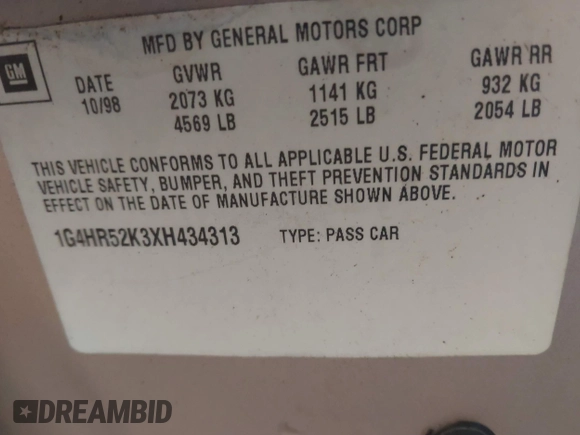 MFD BY GENERAL MOTORS CORP
GM
DATE GVWR GAWR FRT GAWR RR
10/98 2073 KG 1141 KG 932 KG
4569 LB 2515 LB 2054 LB
THIS VEHICLE CONFORMS TO ALL APPLICABLE U.S. FEDERAL MOTOR
VEHICLE SAFETY, BUMPER, AND THEFT PREVENTION STANDARDS IN
EFFECT ON THE DATE OF MANUFACTURE SHOWN ABOVE.
1G4HR52K3XH434313 TYPE: PASS CAR
DREAMBID